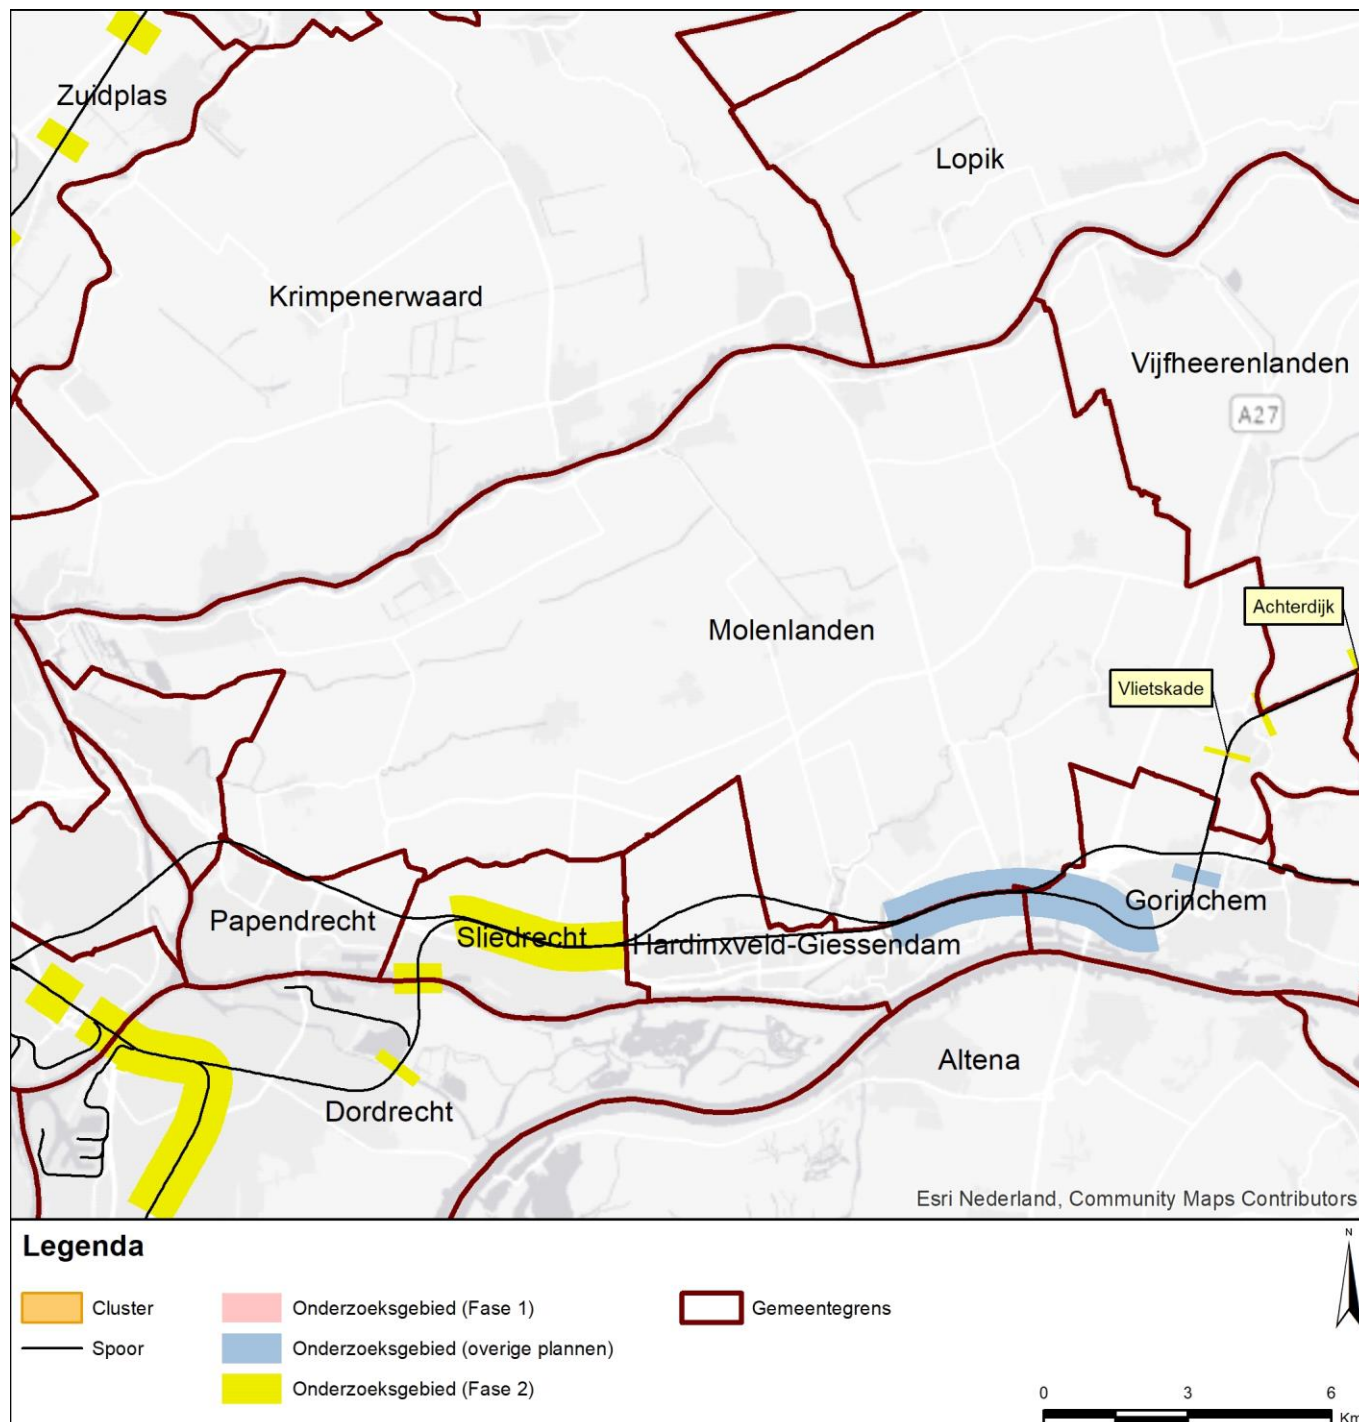 Zuidplas
Lopik
Krimpenerwaard
Vijfheerenlanden
A27
Achterdijk
Molenlanden
Vlietskade
Papendrecht
Sliedrecht
Gorinchem
Hardinxveld-Giessendam
Altena
Dordrecht
Esri Nederland, Community Maps Contributors
Legenda
N
Cluster
Onderzoeksgebied (Fase 1)
Gemeentegrens
Spoor
Onderzoeksgebied (overige plannen)
Onderzoeksgebied (Fase 2)
0 3 6
Km